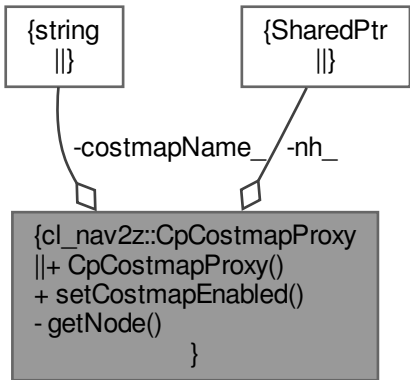 {string
||}
{SharedPtr
||}
-costmapName_
-nh_
{cl_nav2z::CpCostmapProxy
||+ CpCostmapProxy()
+ setCostmapEnabled()
- getNode()
}